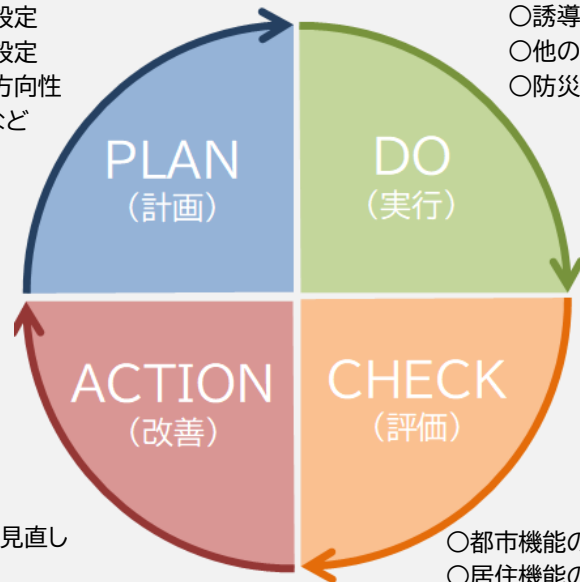 設定
設定
方向性
など
○誘導
○他の
○防災
PLAN
（計画）
DO
（実行）
ACTION
（改善）
CHECK
（評価）
見直し
○都市機能の
○居住機能の